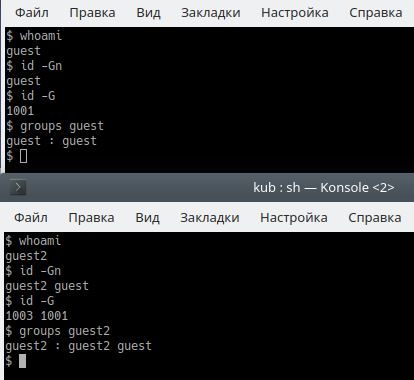 Файл Правка Вид Закладки Настройка Справка
$ whoami
guest
$ id -Gn
guest
$ id -G
1001
$ groups guest
guest : guest
$
kub : sh — Konsole <2>
Файл Правка Вид Закладки Настройка Справка
$ whoami
guest2
$ id -Gn
guest2 guest
$ id -G
1003 1001
$ groups guest2
guest2 : guest2 guest
$